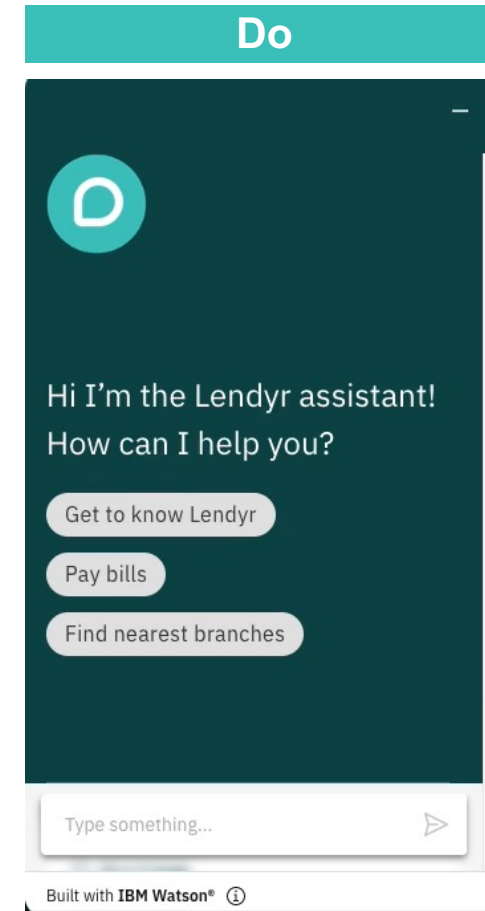 Do
Hi I’m the Lendyr assistant!
How can I help you?
Get to know Lendyr
Pay bills
Find nearest branches
Type something...
Built with IBM Watson®